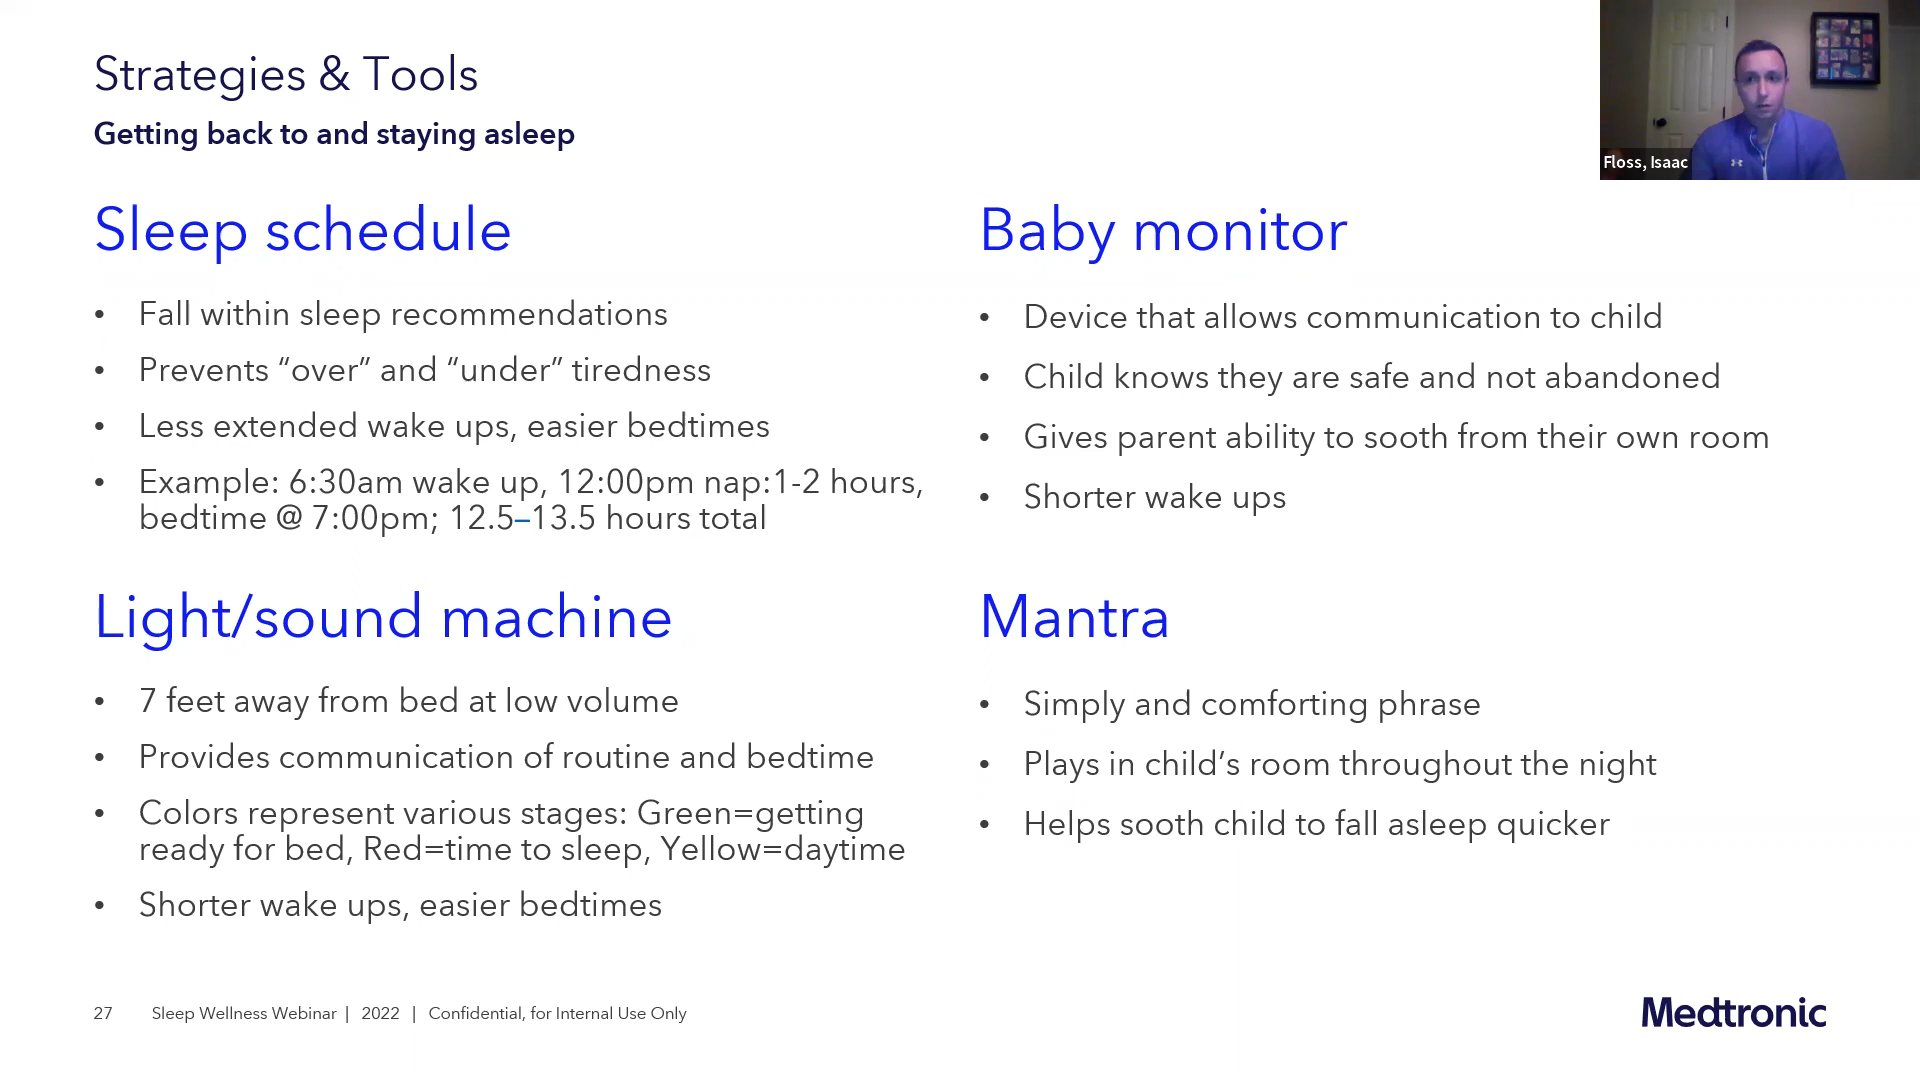 Strategies & Tools
Getting back to and staying asleep
Floss, Isaac
Sleep schedule
• Fall within sleep recommendations
• Prevents “over” and “under” tiredness
• Less extended wake ups, easier bedtimes
• Example: 6:30am wake up, 12:00pm nap:1-2 hours,
bedtime @ 7:00pm; 12.5–13.5 hours total
Baby monitor
• Device that allows communication to child
• Child knows they are safe and not abandoned
• Gives parent ability to sooth from their own room
• Shorter wake ups
Light/sound machine
• 7 feet away from bed at low volume
• Provides communication of routine and bedtime
• Colors represent various stages: Green=getting
ready for bed, Red=time to sleep, Yellow=daytime
• Shorter wake ups, easier bedtimes
Mantra
• Simply and comforting phrase
• Plays in child’s room throughout the night
• Helps sooth child to fall asleep quicker
27 Sleep Wellness Webinar | 2022 | Confidential, for Internal Use Only
Medtronic